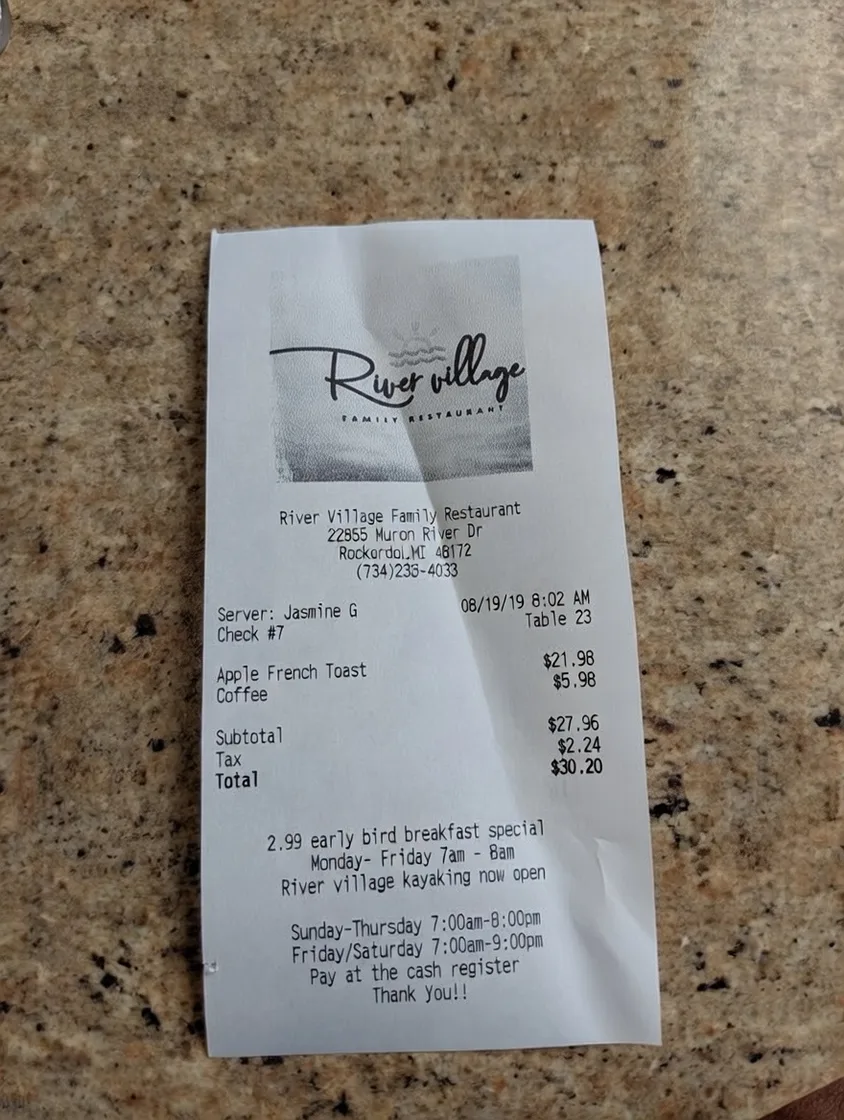 River village
FAMILY RESTAURANT
River Village Family Restaurant
22855 Muron River Dr
Rockordol,MI 48172
(734)233-4033
Server: Jasmine G 08/19/19 8:02 AM
Check #7 Table 23
Apple French Toast $21.98
Coffee $5.98
Subtotal $27.96
Tax $2.24
Total $30.20
2.99 early bird breakfast special
Monday- Friday 7am - 8am
River village kayaking now open
Sunday-Thursday 7:00am-8:00pm
Friday/Saturday 7:00am-9:00pm
Pay at the cash register
Thank You!!